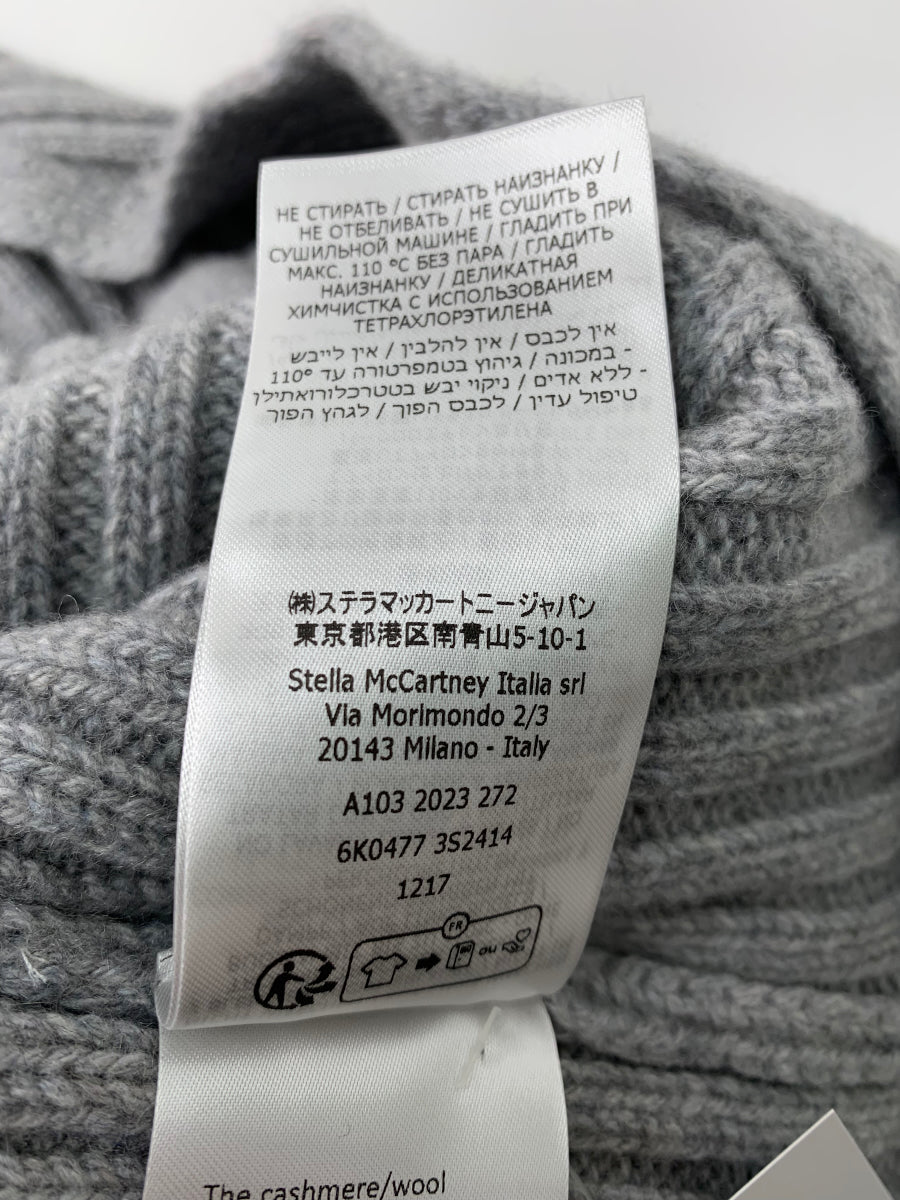 НЕ СТИРАТЬ / СТИРАТЬ НАИЗНАНКУ /
НЕ ОТБЕЛИВАТЬ / НЕ СУШИТЬ В
СУШИЛЬНОЙ МАШИНЕ / ГЛАДИТЬ ПРИ
МАКС. 110 °C БЕЗ ПАРА / ГЛАДИТЬ
НАИЗНАНКУ / ДЕЛИКАТНАЯ
ХИМЧИСТКА С ИСПОЛЬЗОВАНИЕМ
ТЕТРАХЛОРЭТИЛЕНА
אין לכבס / אין להלבין / אין לייבש
- במכונה / גיהוץ בטמפרטורה עד 110°
- ללא אדים / ניקוי יבש בטטרכלורואתילן
טיפול עדין / לכבס הפוך / לגהץ הפוך
㈱ステラマッカートニージャパン
東京都港区南青山5-10-1
Stella McCartney Italia srl
Via Morimondo 2/3
20143 Milano - Italy
A103 2023 272
6K0477 3S2414
1217
FR
ou
The cashmere/wool